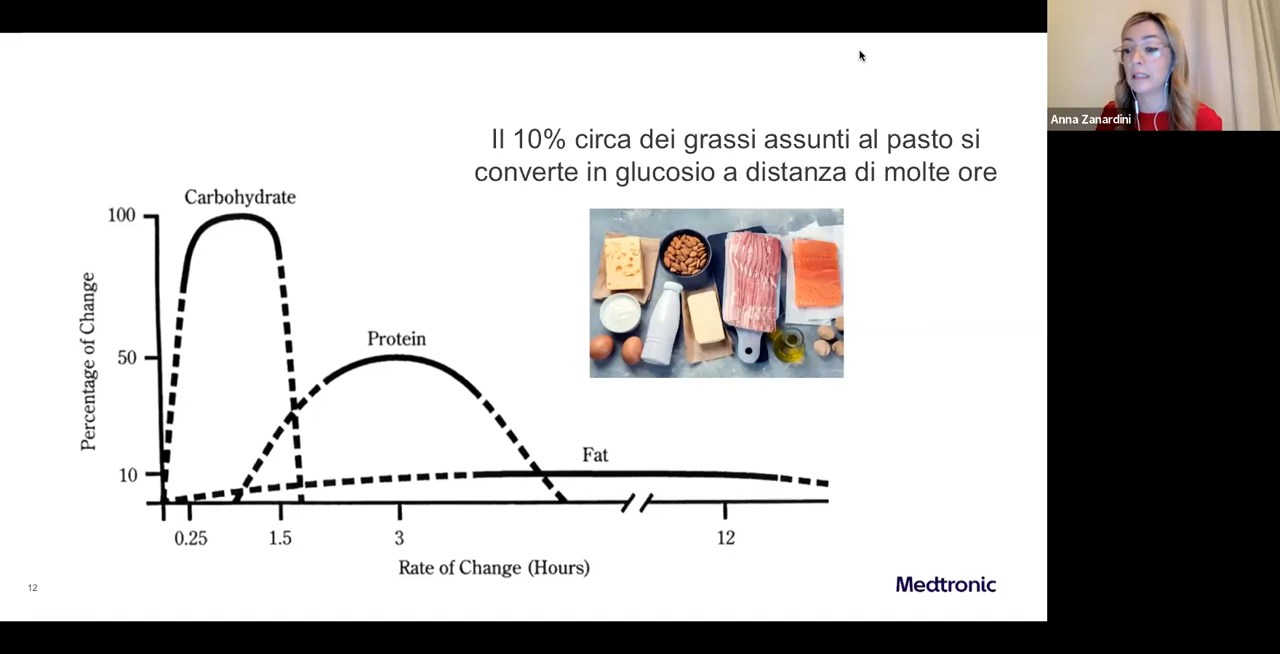 Anna Zanardini
Il 10% circa dei grassi assunti al pasto si
converte in glucosio a distanza di molte ore
Carbohydrate
100
Protein
50
Fat
10
Percentage of Change
0.25 1.5 3 12
Rate of Change (Hours)
12
Medtronic